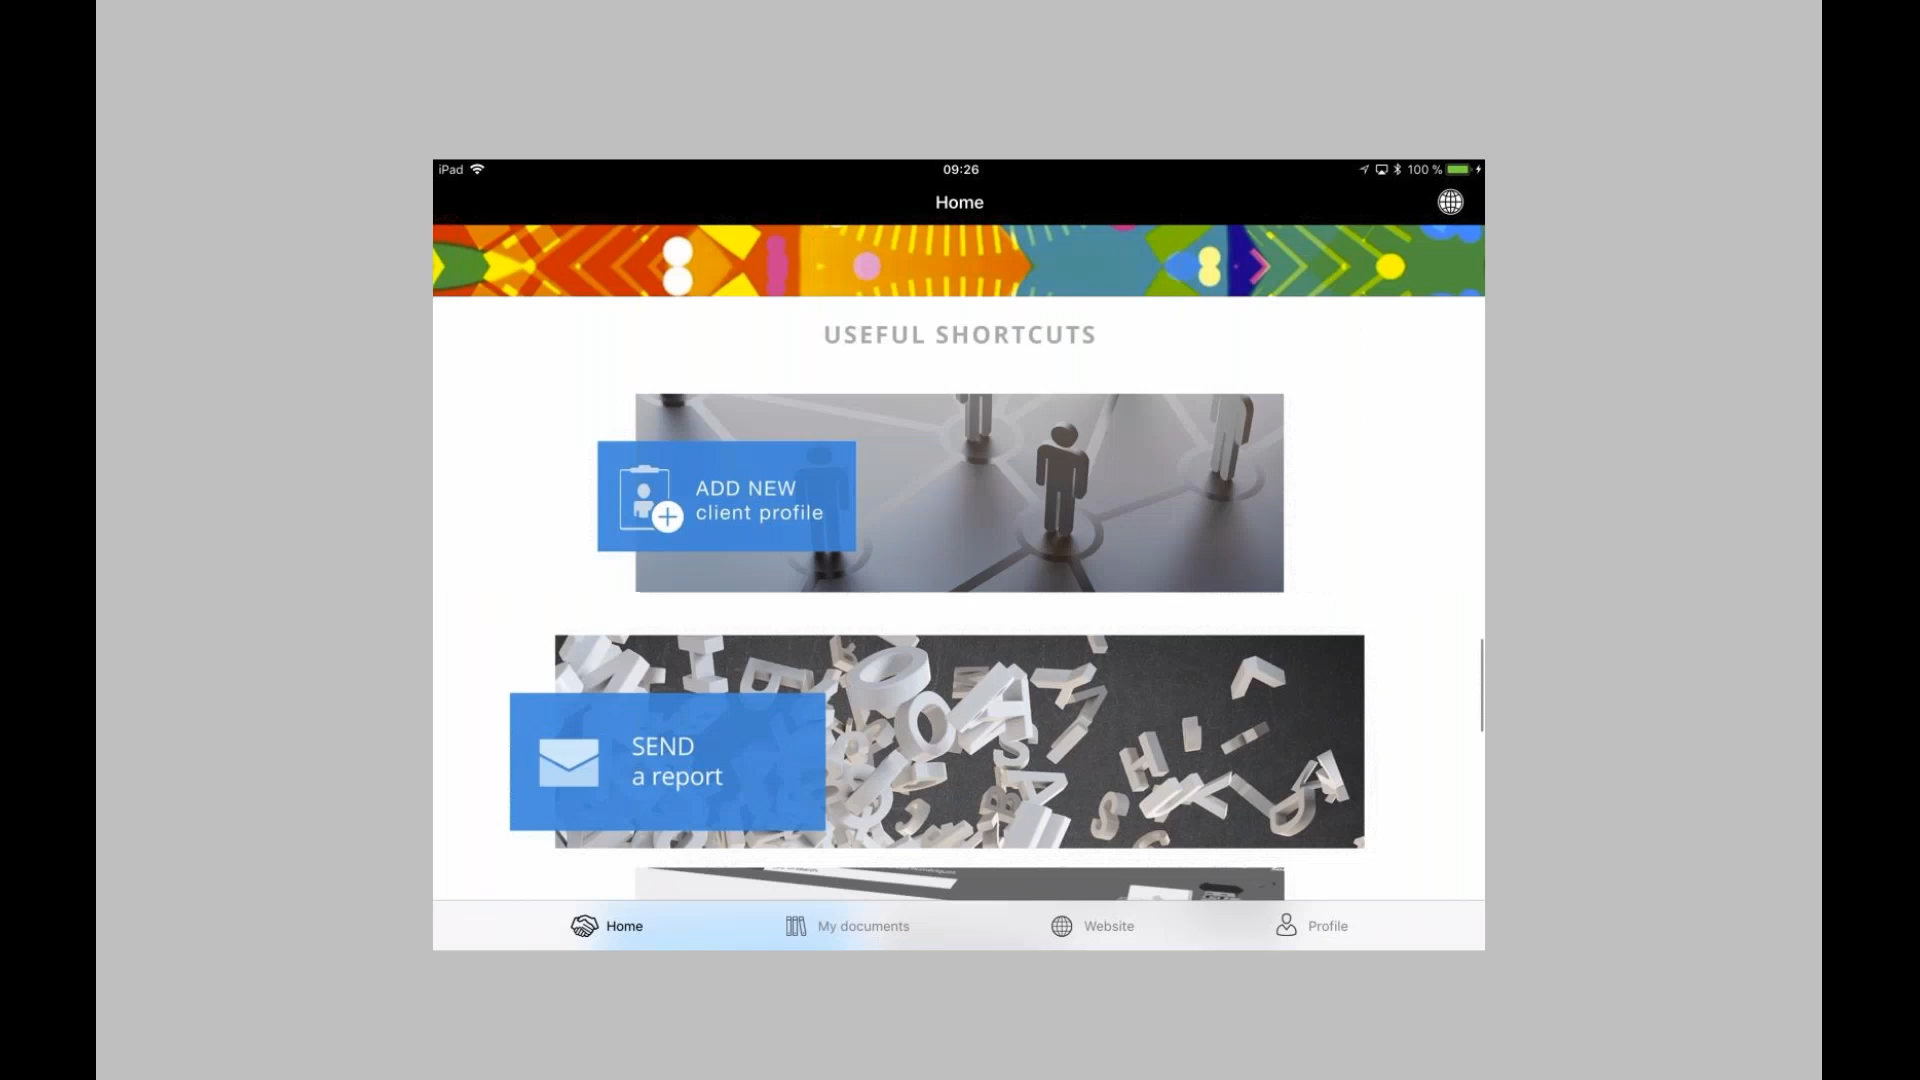 iPad 09:26 100 %
Home
USEFUL SHORTCUTS
ADD NEW
client profile
SEND
a report
Home My documents Website Profile